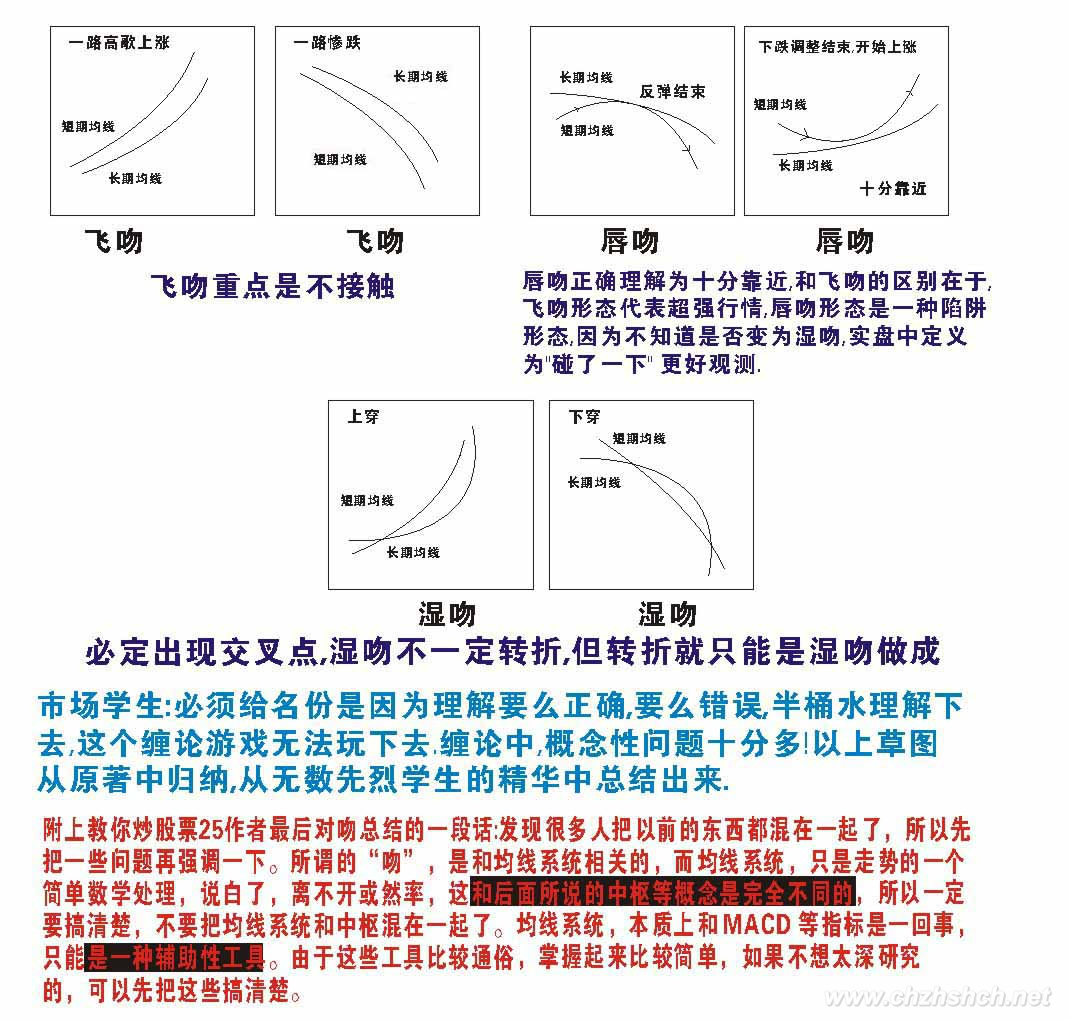 一路高歌上涨
短期均线
长期均线
飞吻
一路惨跌
长期均线
短期均线
飞吻
飞吻重点是不接触
长期均线
反弹结束
短期均线
唇吻
下跌调整结束,开始上涨
短期均线
长期均线
十分靠近
唇吻
唇吻正确理解为十分靠近,和飞吻的区别在于,
飞吻形态代表超强行情,唇吻形态是一种陷阱
形态,因为不知道是否变为湿吻,实盘中定义
为"碰了一下" 更好观测.
上穿
短期均线
长期均线
湿吻
下穿
短期均线
长期均线
湿吻
必定出现交叉点,湿吻不一定转折,但转折就只能是湿吻做成
市场学生:必须给名份是因为理解要么正确,要么错误,半桶水理解下
去,这个缠论游戏无法玩下去.缠论中,概念性问题十分多!以上草图
从原著中归纳,从无数先烈学生的精华中总结出来.
附上教你炒股票25作者最后对吻总结的一段话:发现很多人把以前的东西都混在一起了，所以先
把一些问题再强调一下。所谓的“吻”，是和均线系统相关的，而均线系统，只是走势的一个
简单数学处理，说白了，离不开或然率，这和后面所说的中枢等概念是完全不同的，所以一定
要搞清楚，不要把均线系统和中枢混在一起了。均线系统，本质上和MACD等指标是一回事，
只能是一种辅助性工具。由于这些工具比较通俗，掌握起来比较简单，如果不想太深研究
的，可以先把这些搞清楚。
www.chzhshch.net